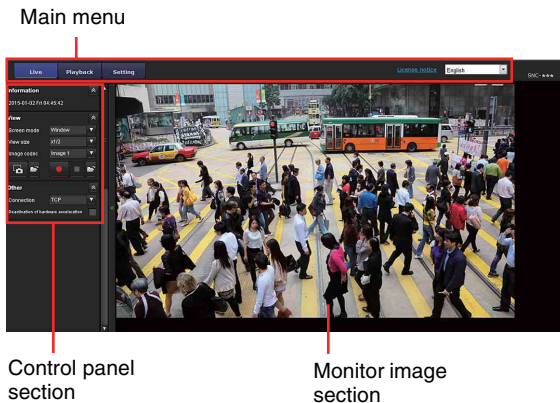 Main menu
Live Playback Setting License notice English SNC-***
Information
2015-01-02 Fri 04:45:42
View
Screen mode Window
View size x1/2
Image codec Image 1
Other
Connection TCP
Deactivation of hardware acceleration
Control panel
section
Monitor image
section